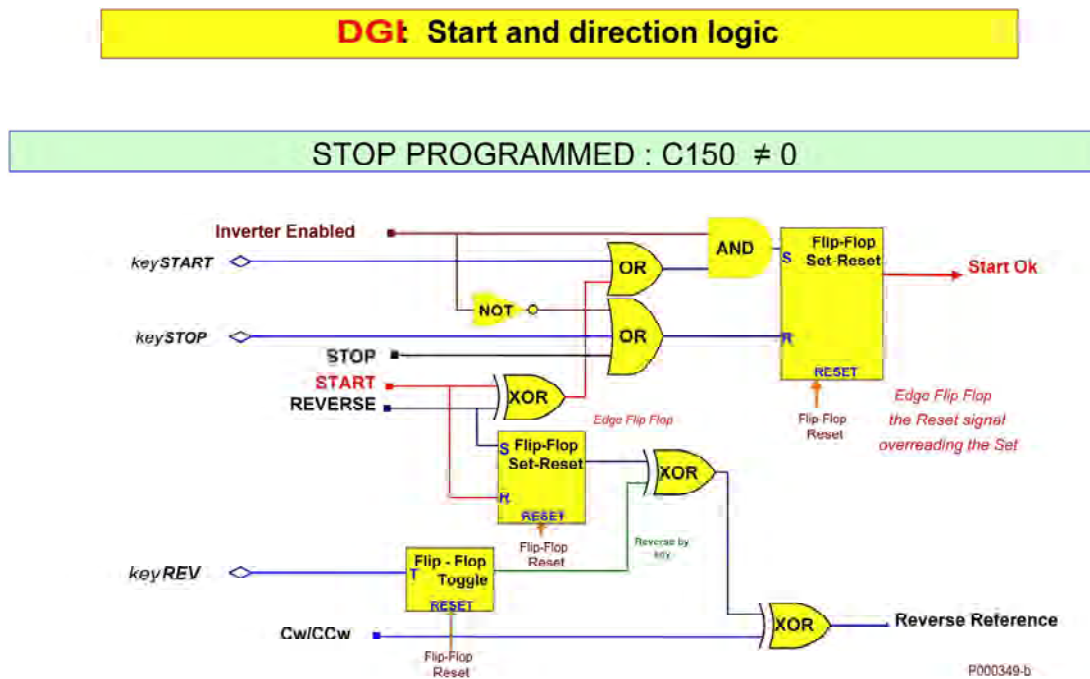 DGI: Start and direction logic
STOP PROGRAMMED : C150 ≠ 0
Inverter Enabled
keySTART
OR
AND
Flip-Flop
Set-Reset
S
Start Ok
NOT
keySTOP
OR
R
STOP
START
REVERSE
XOR
RESET
Flip-Flop
Reset
Edge Flip Flop
the Reset signal
overreading the Set
Edge Flip Flop
S
Flip-Flop
Set-Reset
R
RESET
XOR
Flip-Flop
Reset
Reverse by
key
keyREV
T
Flip - Flop
Toggle
RESET
Cw/CCw
Flip-Flop
Reset
XOR
Reverse Reference
P000349-b